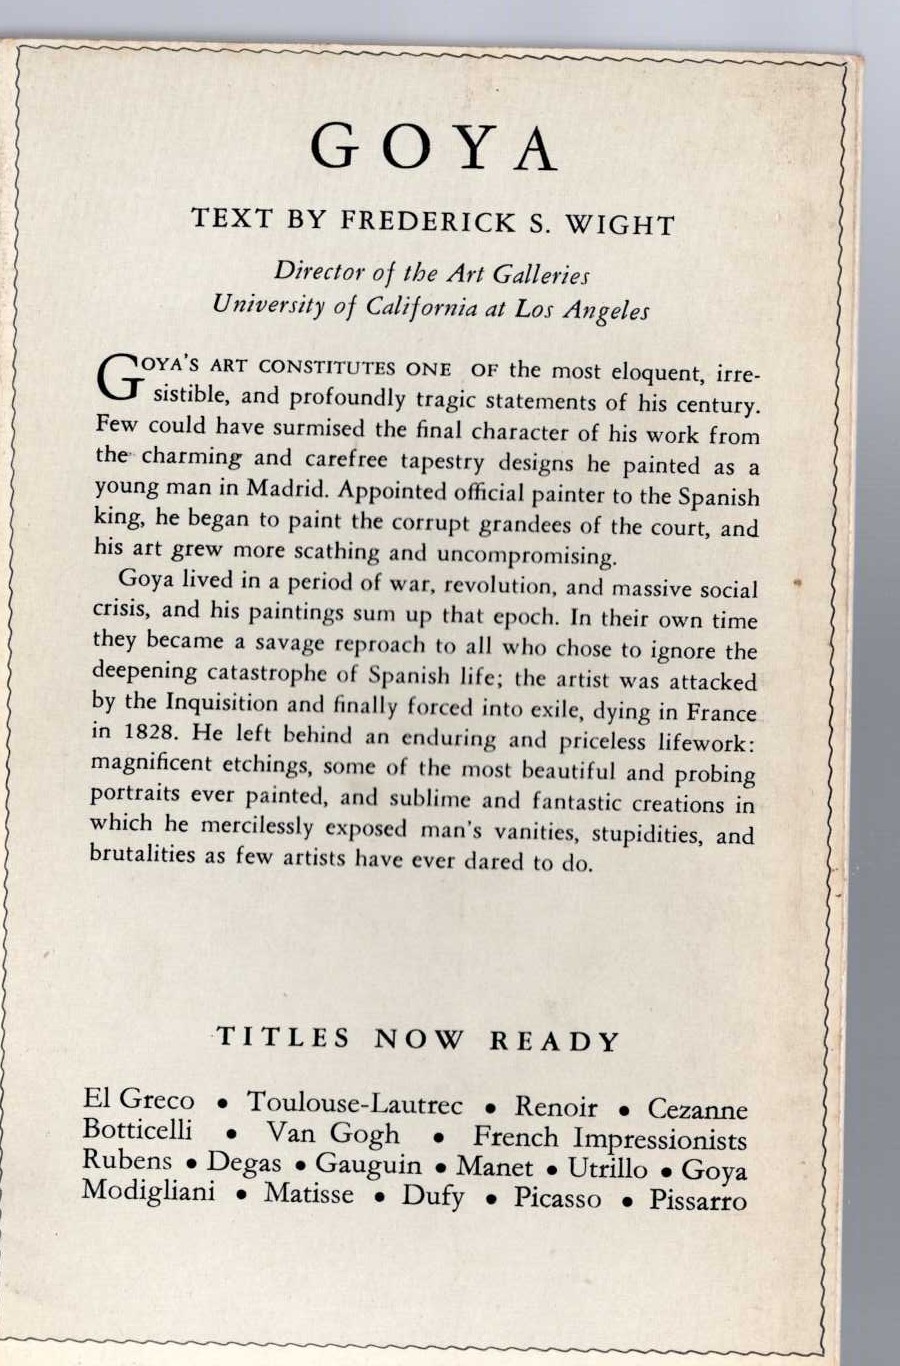 GOYA
TEXT BY FREDERICK S. WIGHT
Director of the Art Galleries
University of California at Los Angeles
GOYA'S ART CONSTITUTES ONE OF the most eloquent, irre-
sistible, and profoundly tragic statements of his century.
Few could have surmised the final character of his work from
the charming and carefree tapestry designs he painted as a
young man in Madrid. Appointed official painter to the Spanish
king, he began to paint the corrupt grandees of the court, and
his art grew more scathing and uncompromising.
Goya lived in a period of war, revolution, and massive social
crisis, and his paintings sum up that epoch. In their own time
they became a savage reproach to all who chose to ignore the
deepening catastrophe of Spanish life; the artist was attacked
by the Inquisition and finally forced into exile, dying in France
in 1828. He left behind an enduring and priceless lifework:
magnificent etchings, some of the most beautiful and probing
portraits ever painted, and sublime and fantastic creations in
which he mercilessly exposed man's vanities, stupidities, and
brutalities as few artists have ever dared to do.
TITLES NOW READY
El Greco • Toulouse-Lautrec • Renoir • Cezanne
Botticelli • Van Gogh • French Impressionists
Rubens • Degas • Gauguin • Manet • Utrillo • Goya
Modigliani • Matisse • Dufy • Picasso • Pissarro